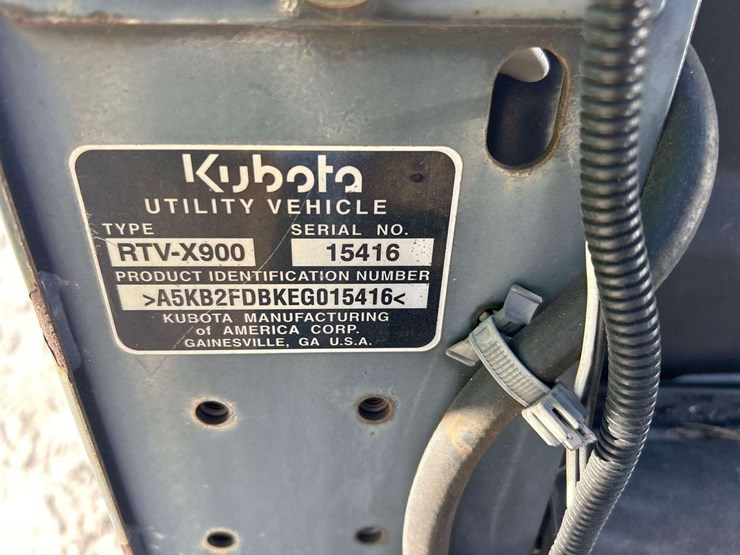 Kubota
UTILITY VEHICLE
TYPE SERIAL NO.
RTV-X900 15416
PRODUCT IDENTIFICATION NUMBER
>A5KB2FDBKEG015416<
KUBOTA MANUFACTURING
of AMERICA CORP.
GAINESVILLE, GA U.S.A.